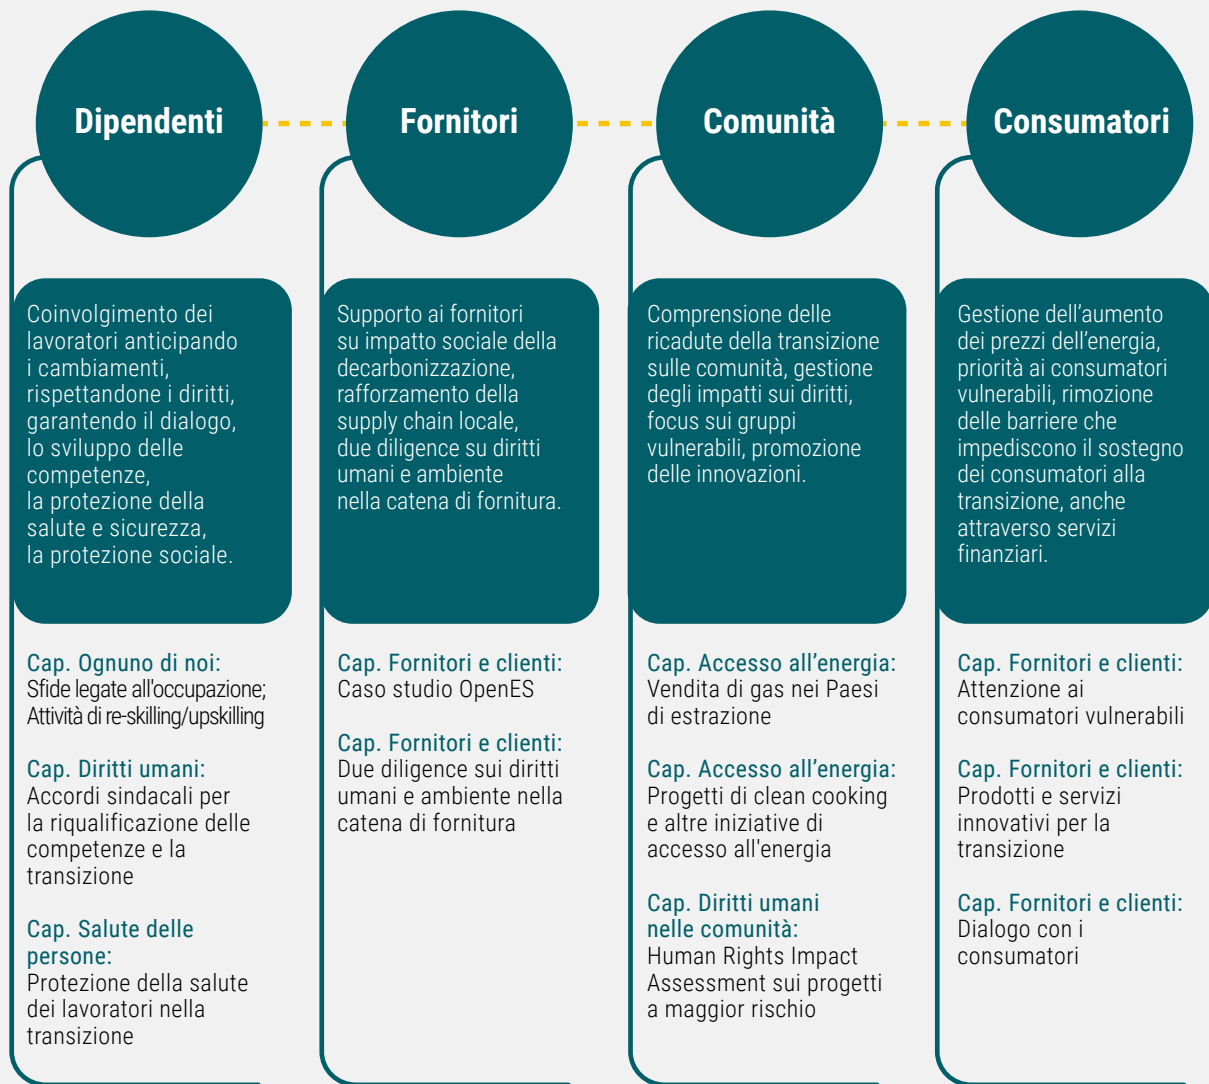 Dipendenti
Coinvolgimento dei
lavoratori anticipando
i cambiamenti,
rispettandone i diritti,
garantendo il dialogo,
lo sviluppo delle
competenze,
la protezione della
salute e sicurezza,
la protezione sociale.
Cap. Ognuno di noi:
Sfide legate all'occupazione;
Attività di re-skilling/upskilling
Cap. Diritti umani:
Accordi sindacali per
la riqualificazione delle
competenze e la
transizione
Cap. Salute delle
persone:
Protezione della salute
dei lavoratori nella
transizione
Fornitori
Supporto ai fornitori
su impatto sociale della
decarbonizzazione,
rafforzamento della
supply chain locale,
due diligence su diritti
umani e ambiente
nella catena di fornitura.
Cap. Fornitori e clienti:
Caso studio OpenES
Cap. Fornitori e clienti:
Due diligence sui diritti
umani e ambiente nella
catena di fornitura
Comunità
Comprensione delle
ricadute della transizione
sulle comunità, gestione
degli impatti sui diritti,
focus sui gruppi
vulnerabili, promozione
delle innovazioni.
Cap. Accesso all’energia:
Vendita di gas nei Paesi
di estrazione
Cap. Accesso all’energia:
Progetti di clean cooking
e altre iniziative di
accesso all'energia
Cap. Diritti umani
nelle comunità:
Human Rights Impact
Assessment sui progetti
a maggior rischio
Consumatori
Gestione dell’aumento
dei prezzi dell’energia,
priorità ai consumatori
vulnerabili, rimozione
delle barriere che
impediscono il sostegno
dei consumatori alla
transizione, anche
attraverso servizi
finanziari.
Cap. Fornitori e clienti:
Attenzione ai
consumatori vulnerabili
Cap. Fornitori e clienti:
Prodotti e servizi
innovativi per la
transizione
Cap. Fornitori e clienti:
Dialogo con i
consumatori